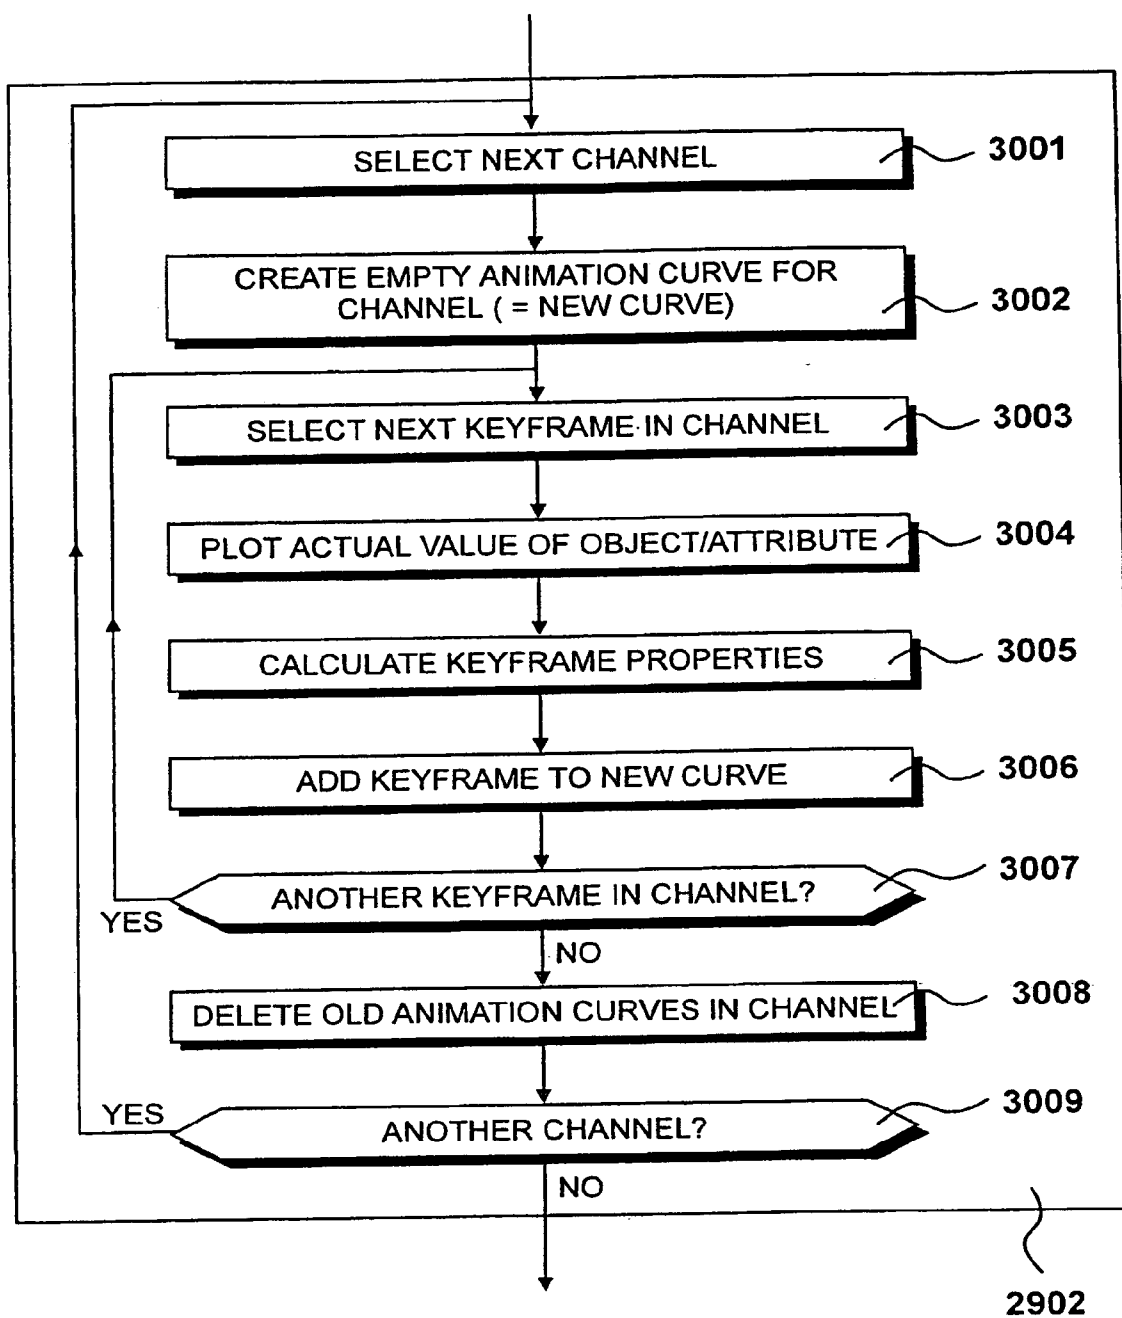 SELECT NEXT CHANNEL
3001
CREATE EMPTY ANIMATION CURVE FOR
CHANNEL ( = NEW CURVE)
3002
SELECT NEXT KEYFRAME IN CHANNEL
3003
PLOT ACTUAL VALUE OF OBJECT/ATTRIBUTE
3004
CALCULATE KEYFRAME PROPERTIES
3005
ADD KEYFRAME TO NEW CURVE
3006
ANOTHER KEYFRAME IN CHANNEL?
3007
YES
NO
DELETE OLD ANIMATION CURVES IN CHANNEL
3008
YES
ANOTHER CHANNEL?
3009
NO
2902